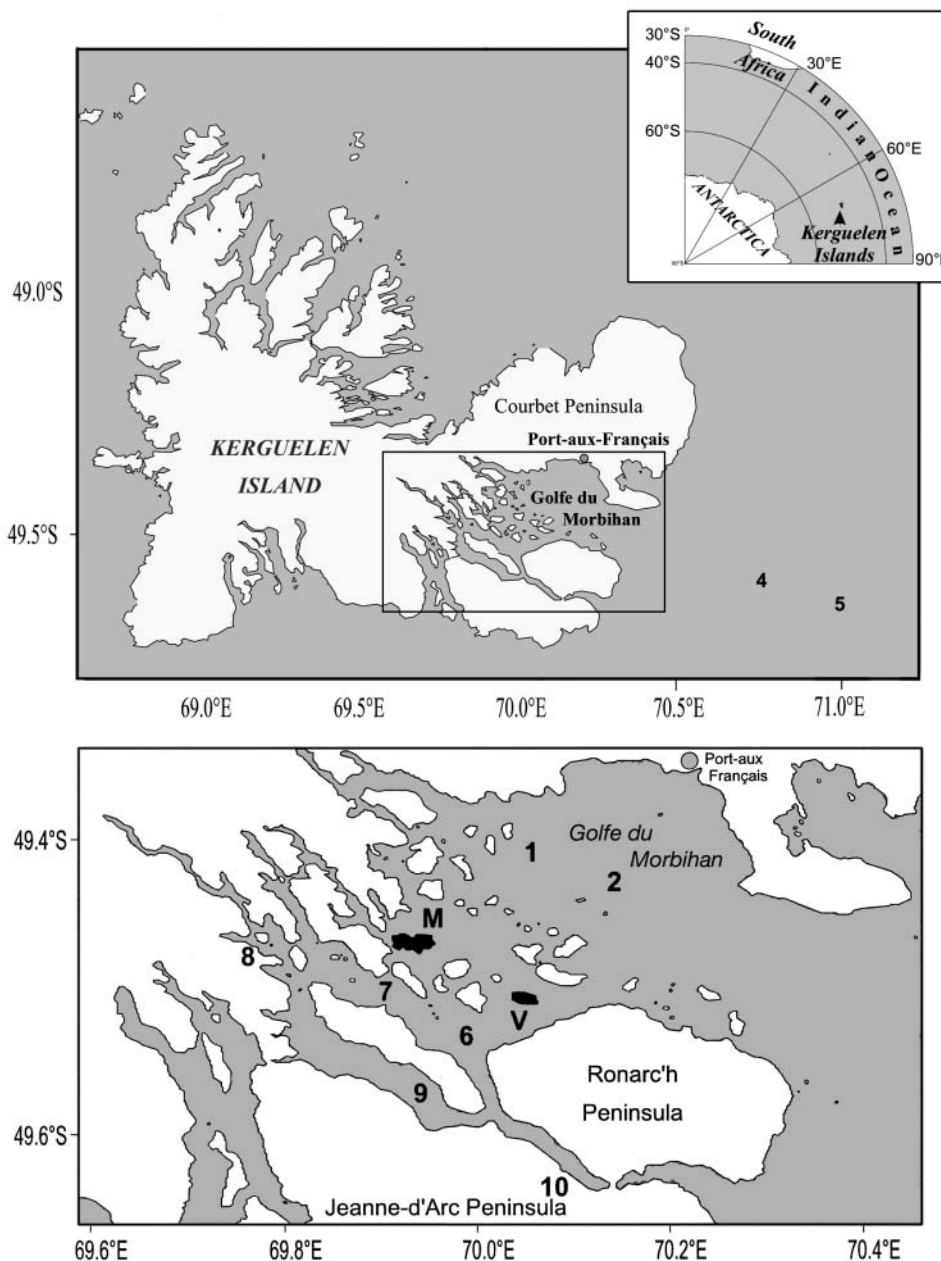 South
Africa
30°S
40°S
60°S
30°E
60°E
90°E
Indian Ocean
ANTARCTICA
Kerguelen
Islands
49.0°S
49.5°S
Courbet Peninsula
Port-aux-Français
KERGUELEN
ISLAND
Golfe du
Morbihan
4
5
69.0°E
69.5°E
70.0°E
70.5°E
71.0°E
Port-aux
Français
49.4°S
49.6°S
Golfe du
Morbihan
1
2
M
8
7
V
6
9
Ronarc'h
Peninsula
10
Jeanne-d'Arc Peninsula
69.6°E
69.8°E
70.0°E
70.2°E
70.4°E